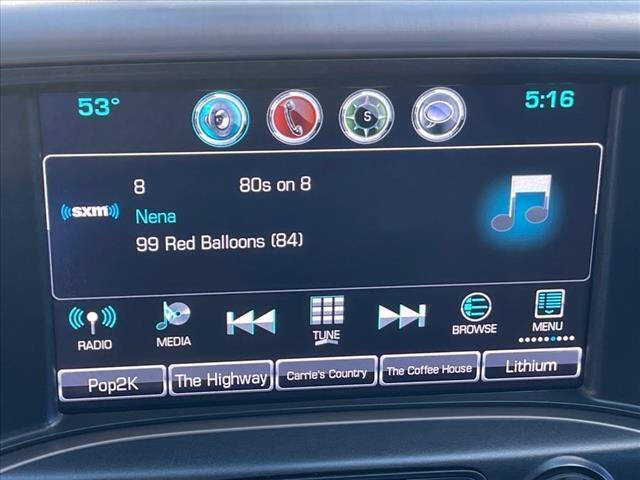 53° S 5:16
8 80s on 8
sxm
Nena
99 Red Balloons (84)
RADIO MEDIA TUNE BROWSE MENU
Pop2K The Highway Carrie's Country The Coffee House Lithium